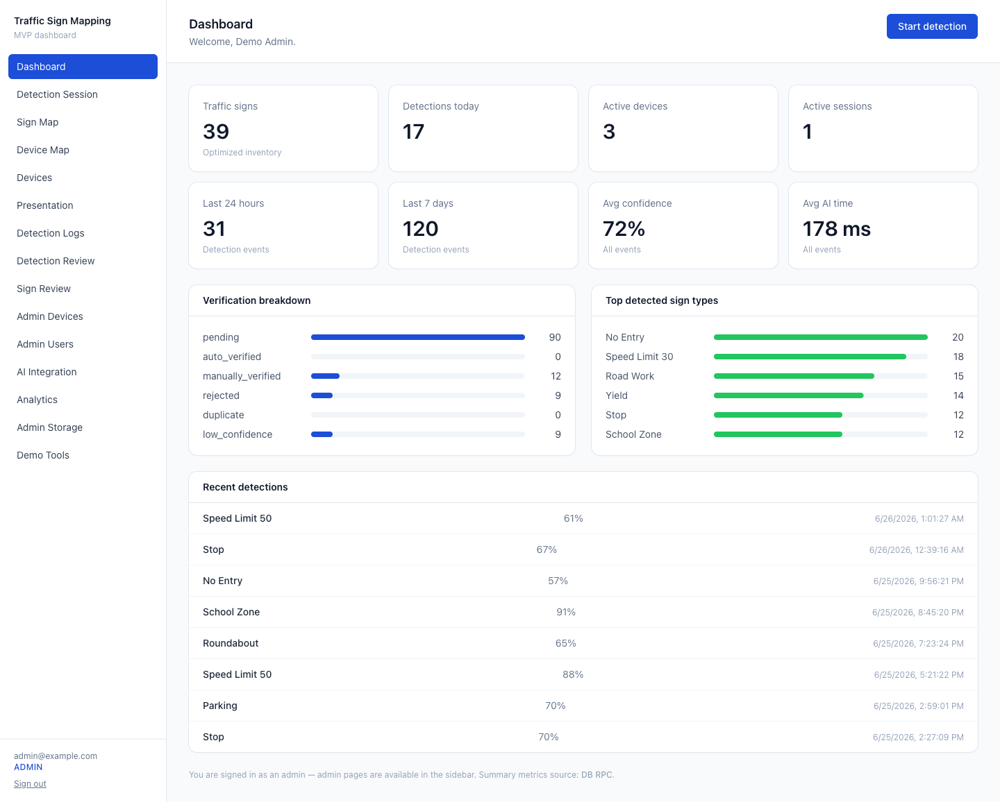 Traffic Sign Mapping
MVP dashboard
Dashboard
Detection Session
Sign Map
Device Map
Devices
Presentation
Detection Logs
Detection Review
Sign Review
Admin Devices
Admin Users
AI Integration
Analytics
Admin Storage
Demo Tools
admin@example.com
ADMIN
Sign out
Dashboard
Welcome, Demo Admin.
Start detection
Traffic signs
39
Optimized inventory
Detections today
17
Active devices
3
Active sessions
1
Last 24 hours
31
Detection events
Last 7 days
120
Detection events
Avg confidence
72%
All events
Avg AI time
178 ms
All events
Verification breakdown
pending 90
auto_verified 0
manually_verified 12
rejected 9
duplicate 0
low_confidence 9
Top detected sign types
No Entry 20
Speed Limit 30 18
Road Work 15
Yield 14
Stop 12
School Zone 12
Recent detections
Speed Limit 50 61% 6/26/2026, 1:01:27 AM
Stop 67% 6/26/2026, 12:39:16 AM
No Entry 57% 6/25/2026, 9:56:21 PM
School Zone 91% 6/25/2026, 8:45:20 PM
Roundabout 65% 6/25/2026, 7:23:24 PM
Speed Limit 50 88% 6/25/2026, 5:21:22 PM
Parking 70% 6/25/2026, 2:59:01 PM
Stop 70% 6/25/2026, 2:27:09 PM
You are signed in as an admin — admin pages are available in the sidebar. Summary metrics source: DB RPC.